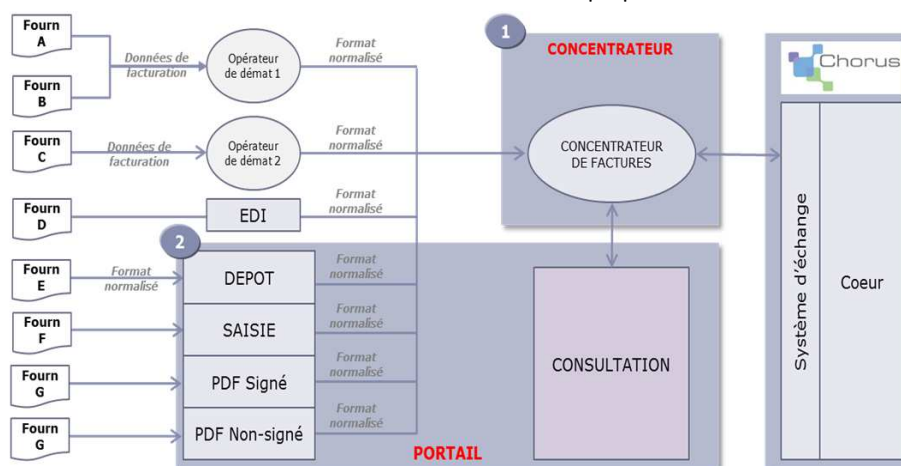 Fourn
A
Fourn
B
Données de
facturation
Opérateur
de démat 1
Format
normalisé
Fourn
C
Données de
facturation
Opérateur
de démat 2
Format
normalisé
Fourn
D
EDI
Format
normalisé
1
CONCENTRATEUR
CONCENTRATEUR
DE FACTURES
Chorus
Système d'échange
Coeur
2
Fourn
E
Format
normalisé
DEPOT
Format
normalisé
Fourn
F
SAISIE
Format
normalisé
Fourn
G
PDF Signé
Format
normalisé
Fourn
G
PDF Non-signé
Format
normalisé
CONSULTATION
PORTAIL